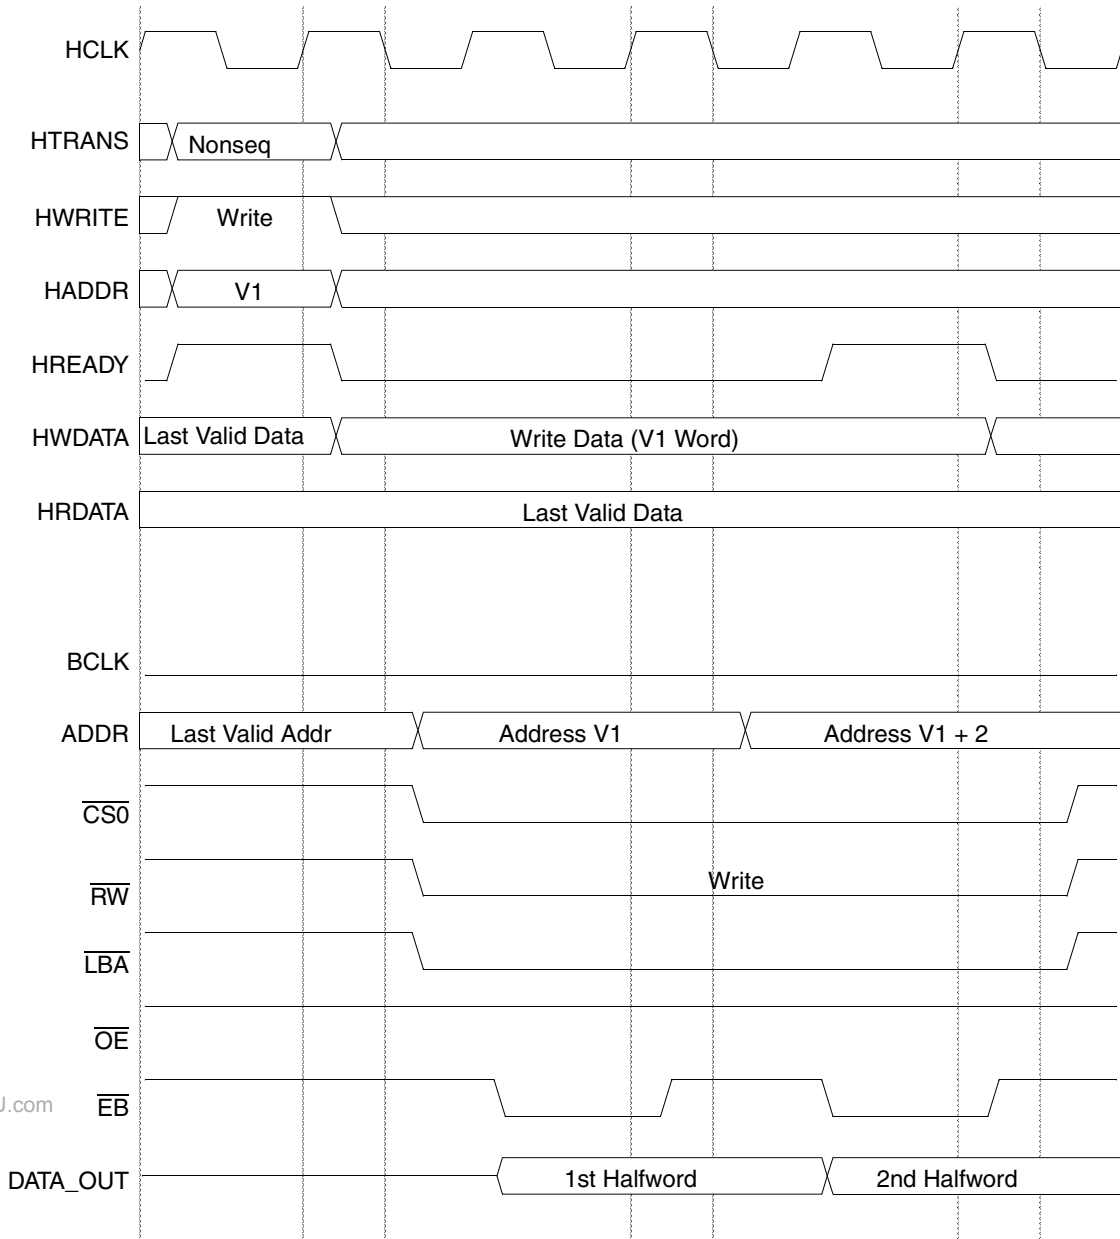 HCLK
HTRANS Nonseq
HWRITE Write
HADDR V1
HREADY
HWDATA Last Valid Data Write Data (V1 Word)
HRDATA Last Valid Data
BCLK
ADDR Last Valid Addr Address V1 Address V1 + 2
CS0
RW Write
LBA
OE
.com EB
DATA_OUT 1st Halfword 2nd Halfword